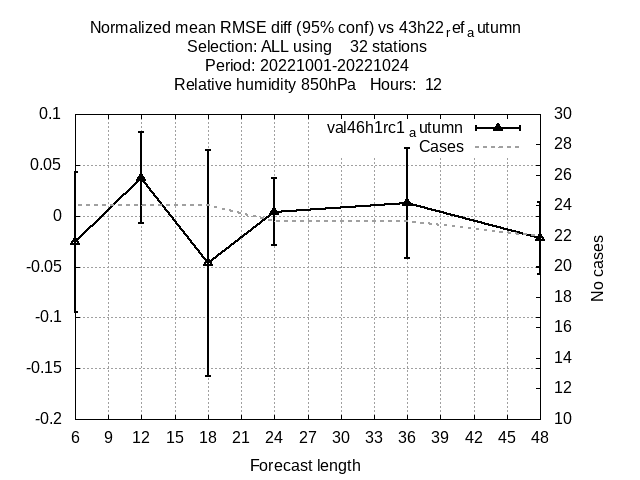 Normalized mean RMSE diff (95% conf) vs 43h22ref_autumn
Selection: ALL using 32 stations
Period: 20221001-20221024
Relative humidity 850hPa Hours: 12
val46h1rc1autumn
Cases
0.1
0.05
0
-0.05
-0.1
-0.15
-0.2
30
28
26
24
22
20
18
16
14
12
10
No cases
6 9 12 15 18 21 24 27 30 33 36 39 42 45 48
Forecast length